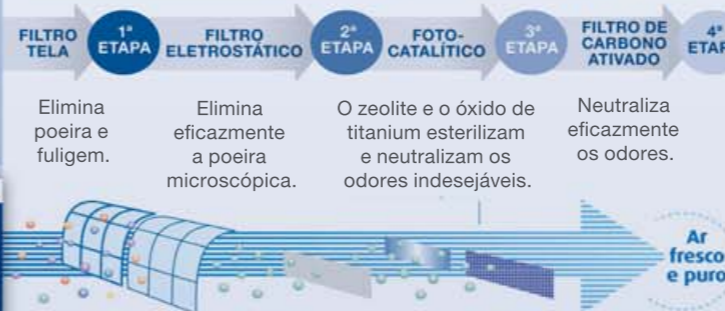 FILTRO
TELA
1ª
ETAPA
FILTRO
ELETROSTÁTICO
2ª
ETAPA
FOTO-
CATALÍTICO
3ª
ETAPA
FILTRO DE
CARBONO
ATIVADO
4ª
ETAP
Elimina
poeira e
fuligem.
Elimina
eficazmente
a poeira
microscópica.
O zeolite e o óxido de
titanium esterilizam
e neutralizam os
odores indesejáveis.
Neutraliza
eficazmente
os odores.
Ar
fresco
e puro